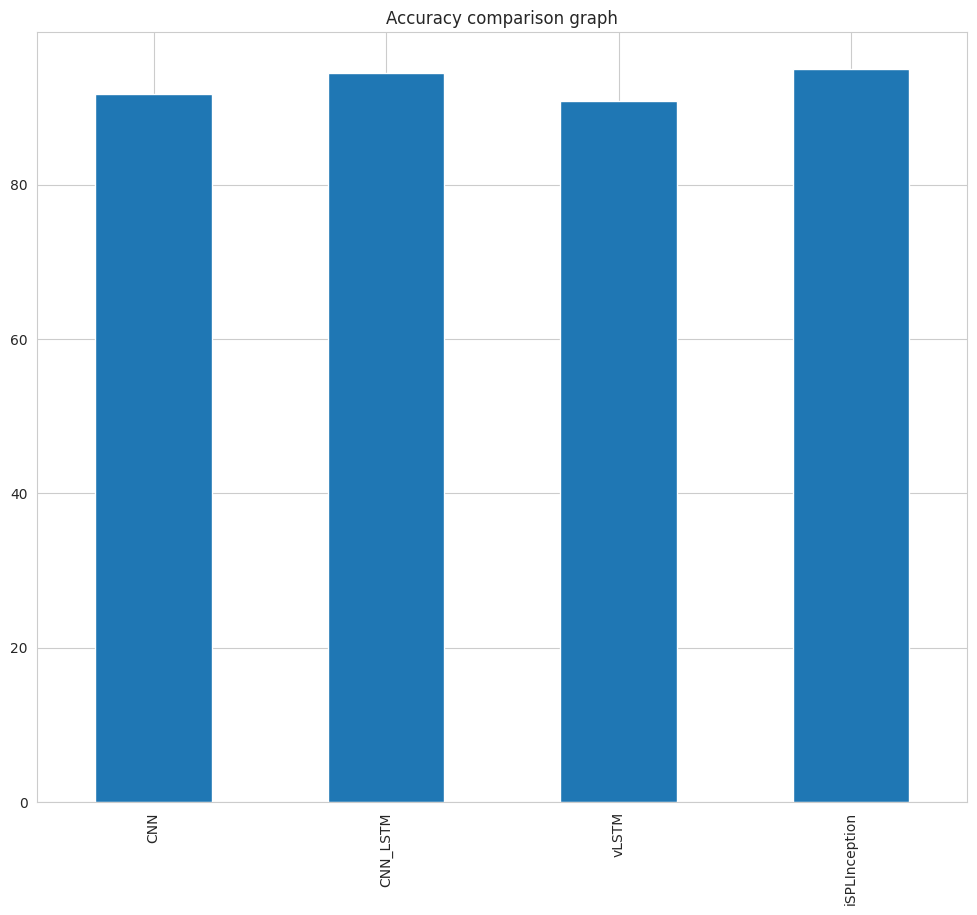 Accuracy comparison graph
80
60
40
20
0
CNN
CNN_LSTM
vLSTM
iSPLInception